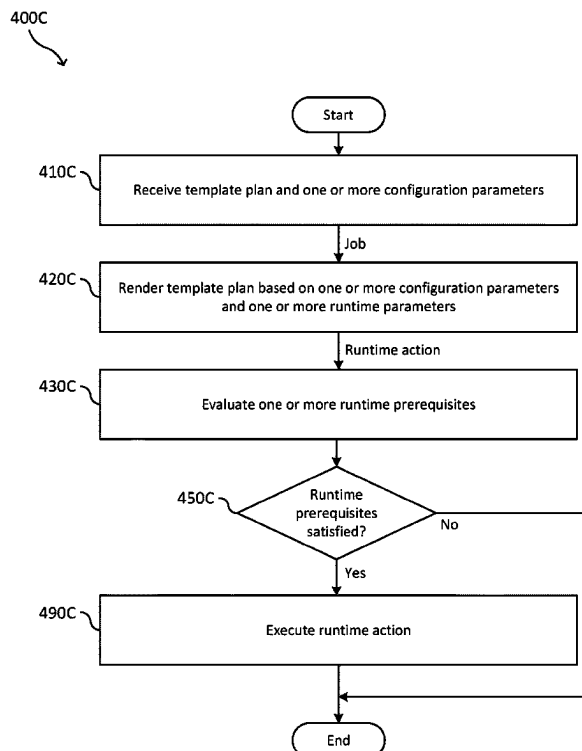 400C
Start
410C
Receive template plan and one or more configuration parameters
Job
420C
Render template plan based on one or more configuration parameters
and one or more runtime parameters
Runtime action
430C
Evaluate one or more runtime prerequisites
450C
Runtime
prerequisites
satisfied?
No
Yes
490C
Execute runtime action
End